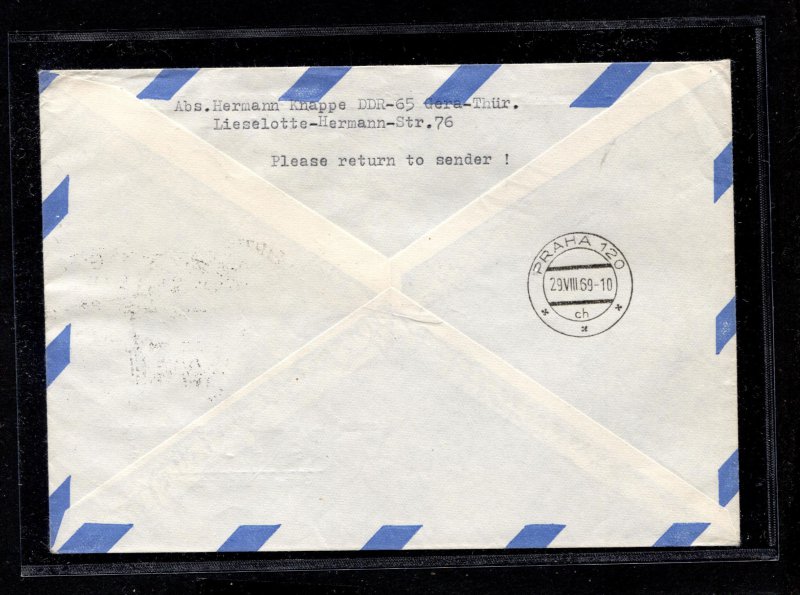 Abs.Hermann Knappe DDR-65 Gera-Thür.
Lieselotte-Hermann-Str.76
Please return to sender !
PRAHA 120
29.VIII.69-10
ch